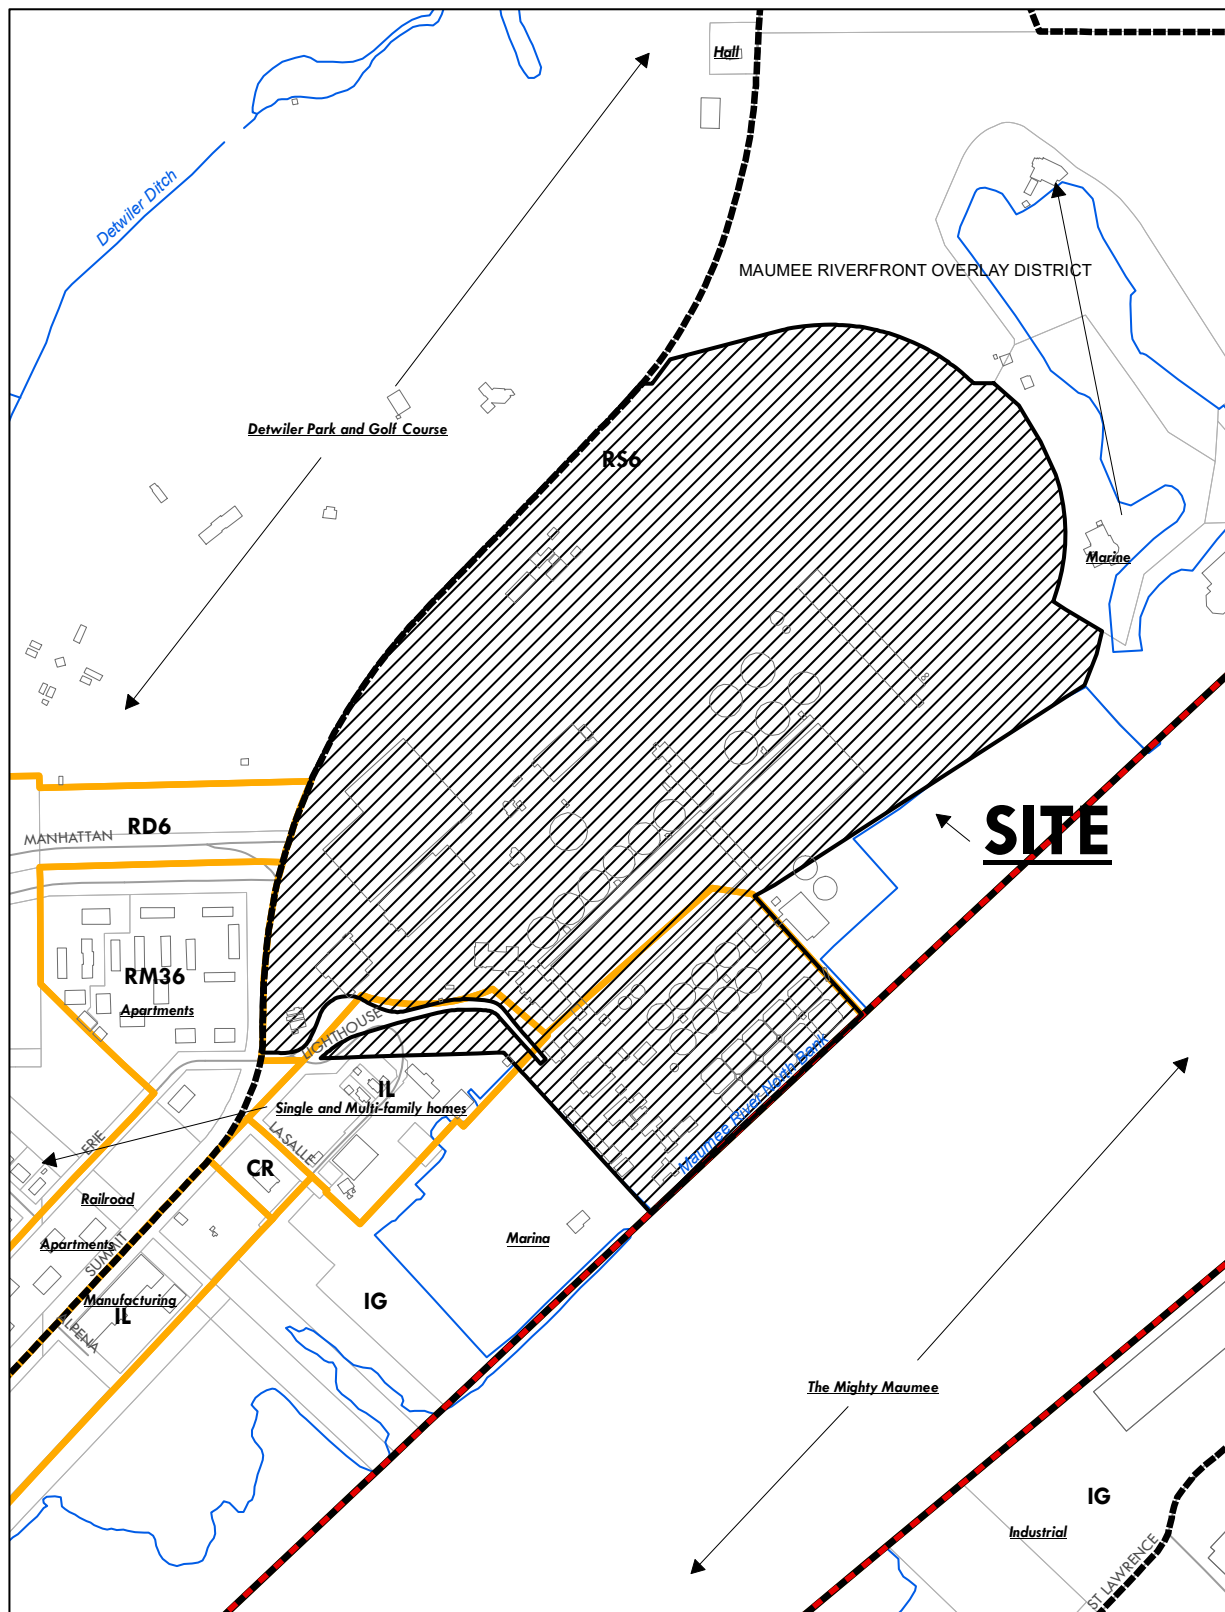 Hall
Detwiler Ditch
MAUMEE RIVERFRONT OVERLAY DISTRICT
Detwiler Park and Golf Course
RS6
Marine
SITE
RD6
MANHATTAN
RM36
Apartments
LIGHTHOUSE
Maumee River North Bank
IL
Single and Multi-family homes
ERIE
LASALLE
CR
Railroad
Marina
Apartments
SUMMIT
Manufacturing
IL
IG
ALPENA
The Mighty Maumee
IG
Industrial
ST LAWRENCE